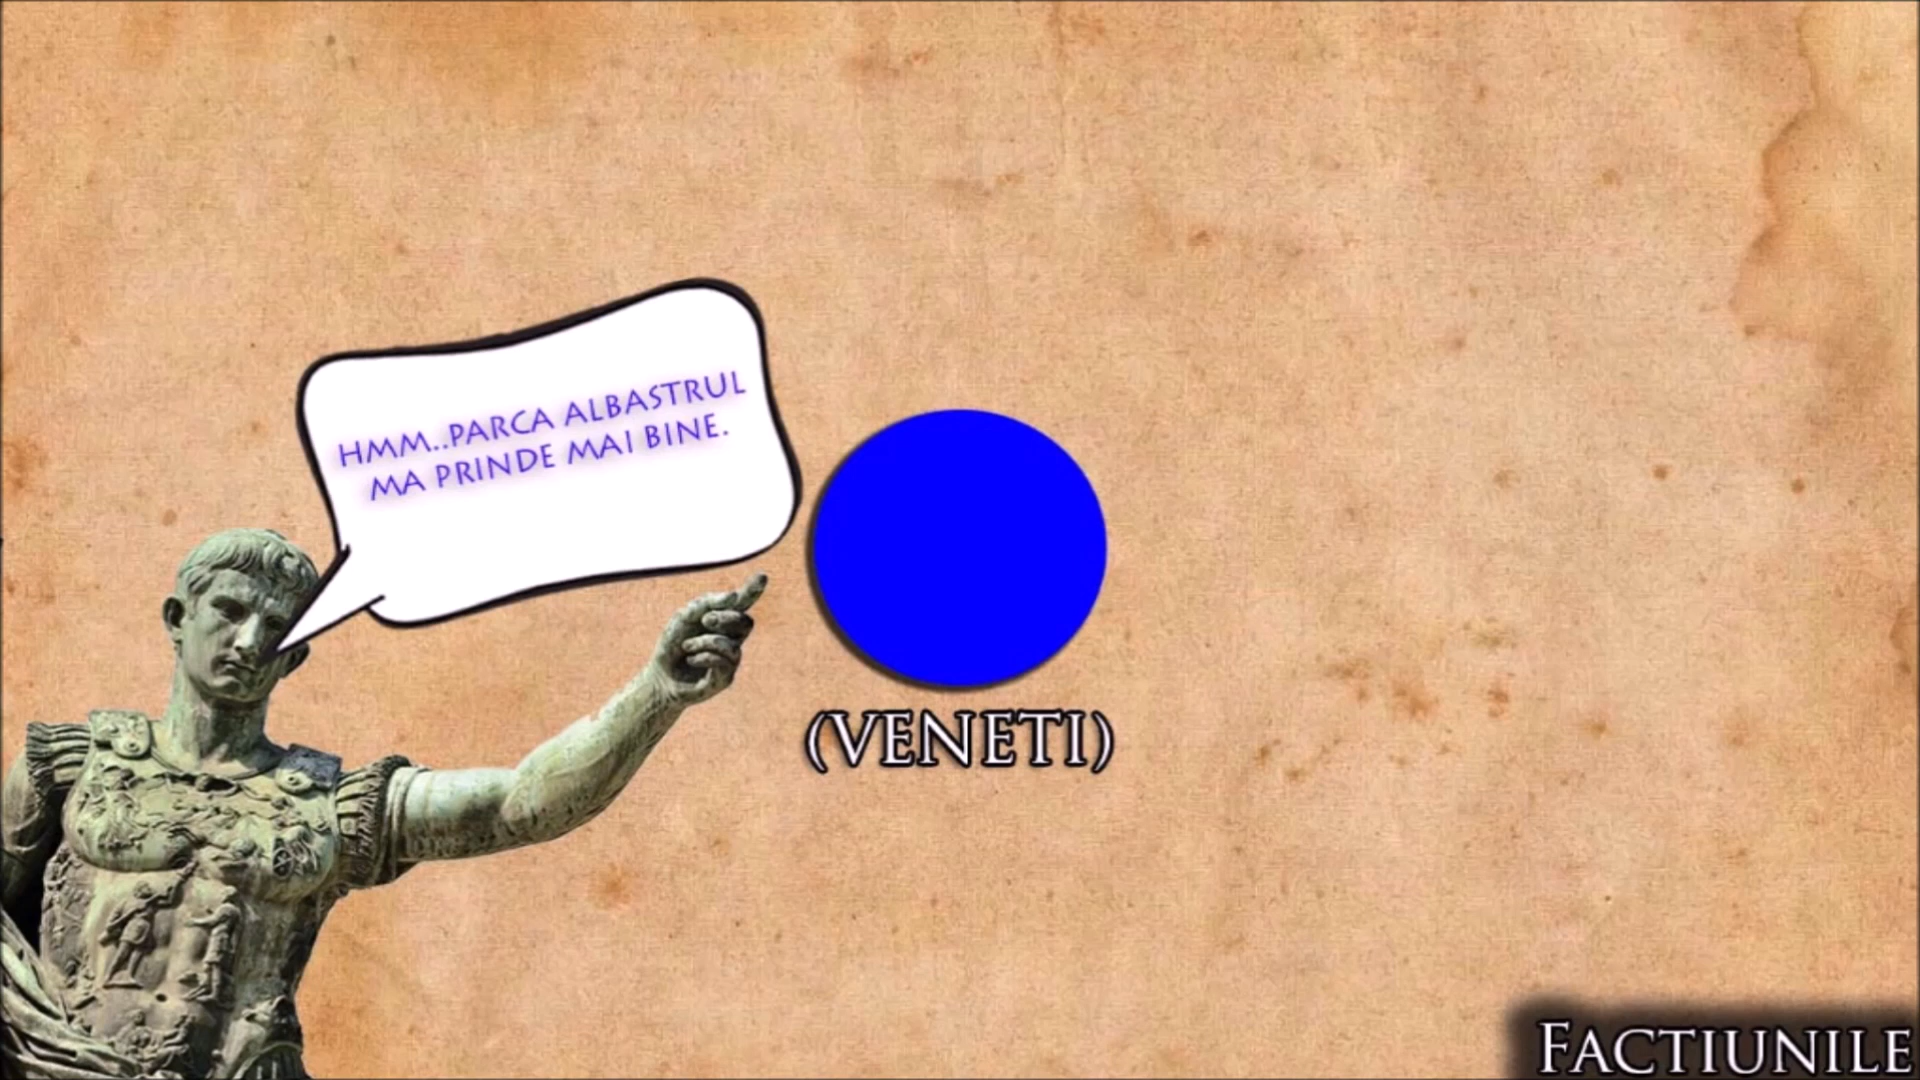 HMM..PARCA ALBASTRUL
MA PRINDE MAI BINE.
(VENETI)
FACTIUNILE